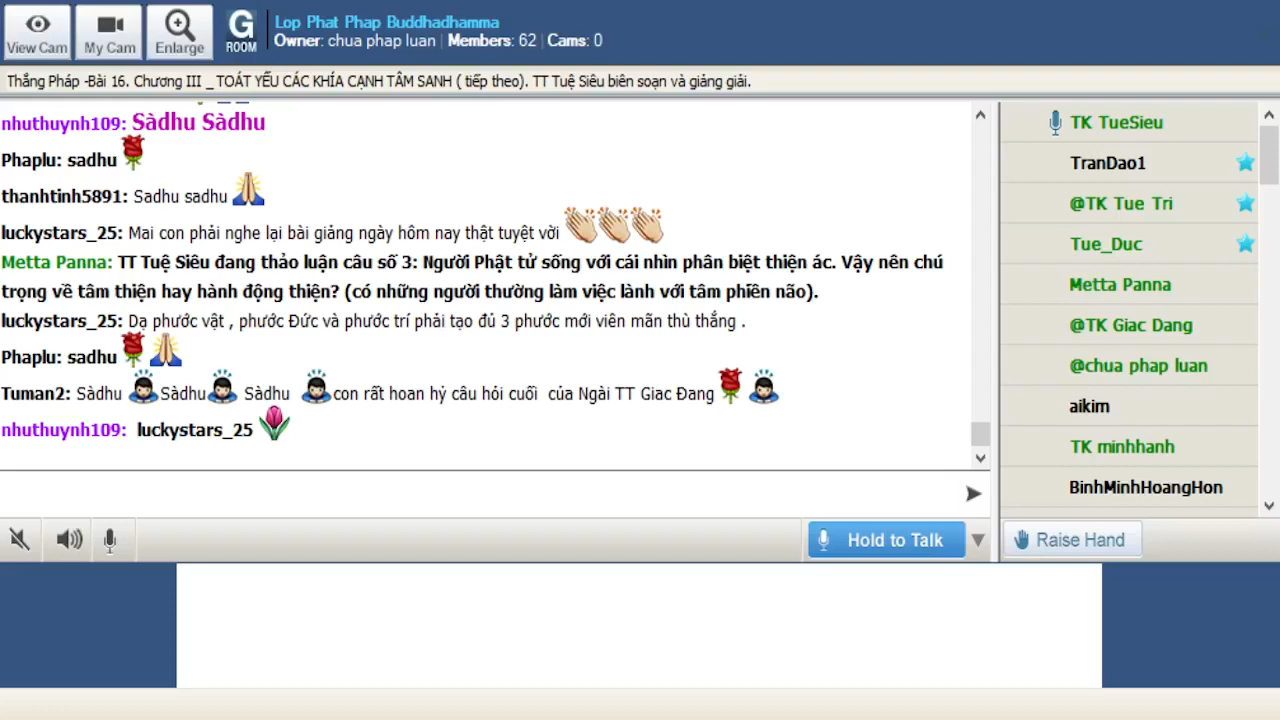 View Cam
My Cam
Enlarge
G
ROOM
Lop Phat Phap Buddhadhamma
Owner: chua phap luan | Members: 62 | Cams: 0
Thắng Pháp -Bài 16. Chương III _ TOÁT YẾU CÁC KHÍA CẠNH TÂM SANH ( tiếp theo). TT Tuệ Siêu biên soạn và giảng giải.
nhuthuynh109: Sàdhu Sàdhu
Phaplu: sadhu
thanhtinh5891: Sadhu sadhu
luckystars_25: Mai con phải nghe lại bài giảng ngày hôm nay thật tuyệt vời
Metta Panna: TT Tuệ Siêu đang thảo luận câu số 3: Người Phật tử sống với cái nhìn phân biệt thiện ác. Vậy nên chú
trọng về tâm thiện hay hành động thiện? (có những người thường làm việc lành với tâm phiền não).
luckystars_25: Dạ phước vật , phước Đức và phước trí phải tạo đủ 3 phước mới viên mãn thù thắng .
Phaplu: sadhu
Tuman2: Sàdhu Sàdhu Sàdhu con rất hoan hỷ câu hỏi cuối của Ngài TT Giac Đang
nhuthuynh109: luckystars_25
TK TueSieu
TranDao1
@TK Tue Tri
Tue_Duc
Metta Panna
@TK Giac Dang
@chua phap luan
aikim
TK minhhanh
BinhMinhHoangHon
Hold to Talk
Raise Hand